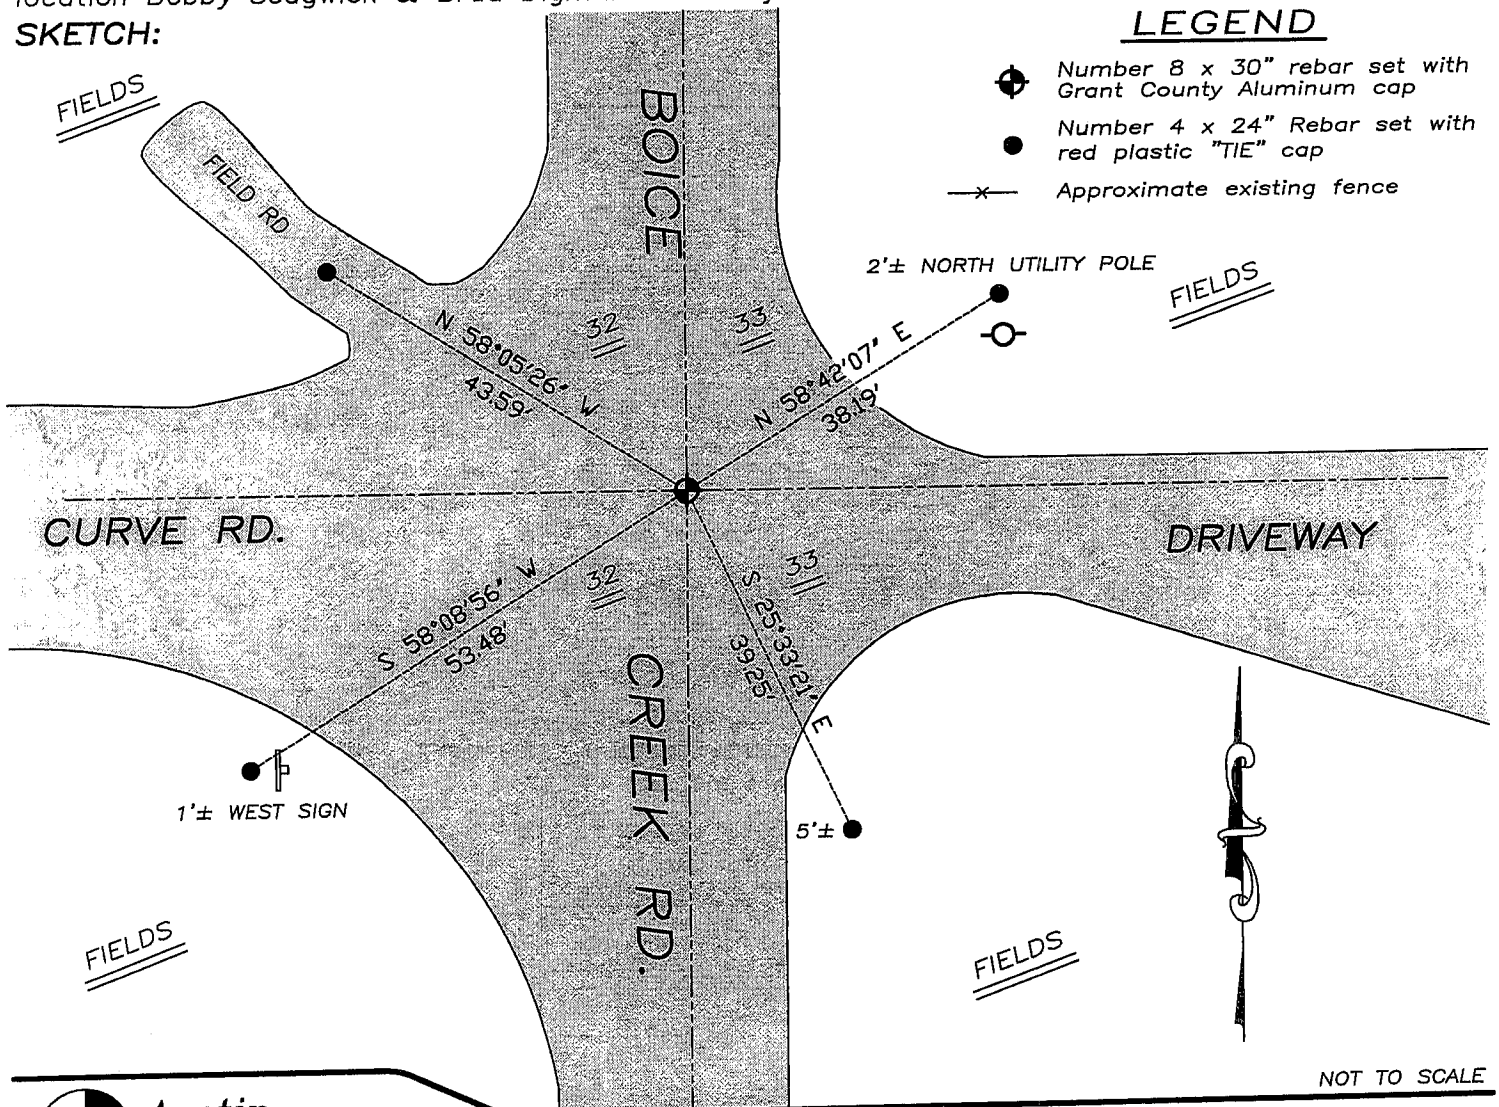 SKETCH:
LEGEND
Number 8 x 30" rebar set with
Grant County Aluminum cap
Number 4 x 24" Rebar set with
red plastic "TIE" cap
Approximate existing fence
FIELDS
FIELD RD
BOICE
2'± NORTH UTILITY POLE
FIELDS
32
33
N 58°05'26" W
43.59'
N 58°42'07" E
38.19'
CURVE RD.
DRIVEWAY
32
33
S 58°08'56" W
53.48'
S 25°33'21" E
39.25'
CREEK RD.
1'± WEST SIGN
5'±
FIELDS
FIELDS
NOT TO SCALE